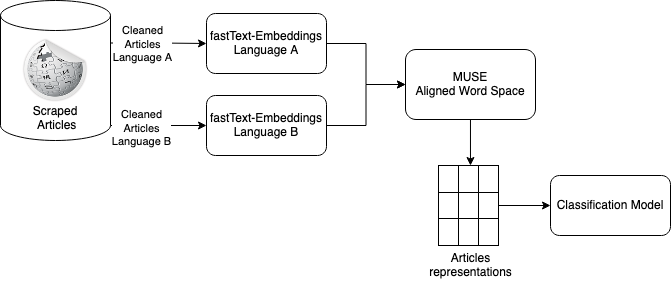 Scraped
Articles
Cleaned
Articles
Language A
Cleaned
Articles
Language B
fastText-Embeddings
Language A
fastText-Embeddings
Language B
MUSE
Aligned Word Space
Articles
representations
Classification Model